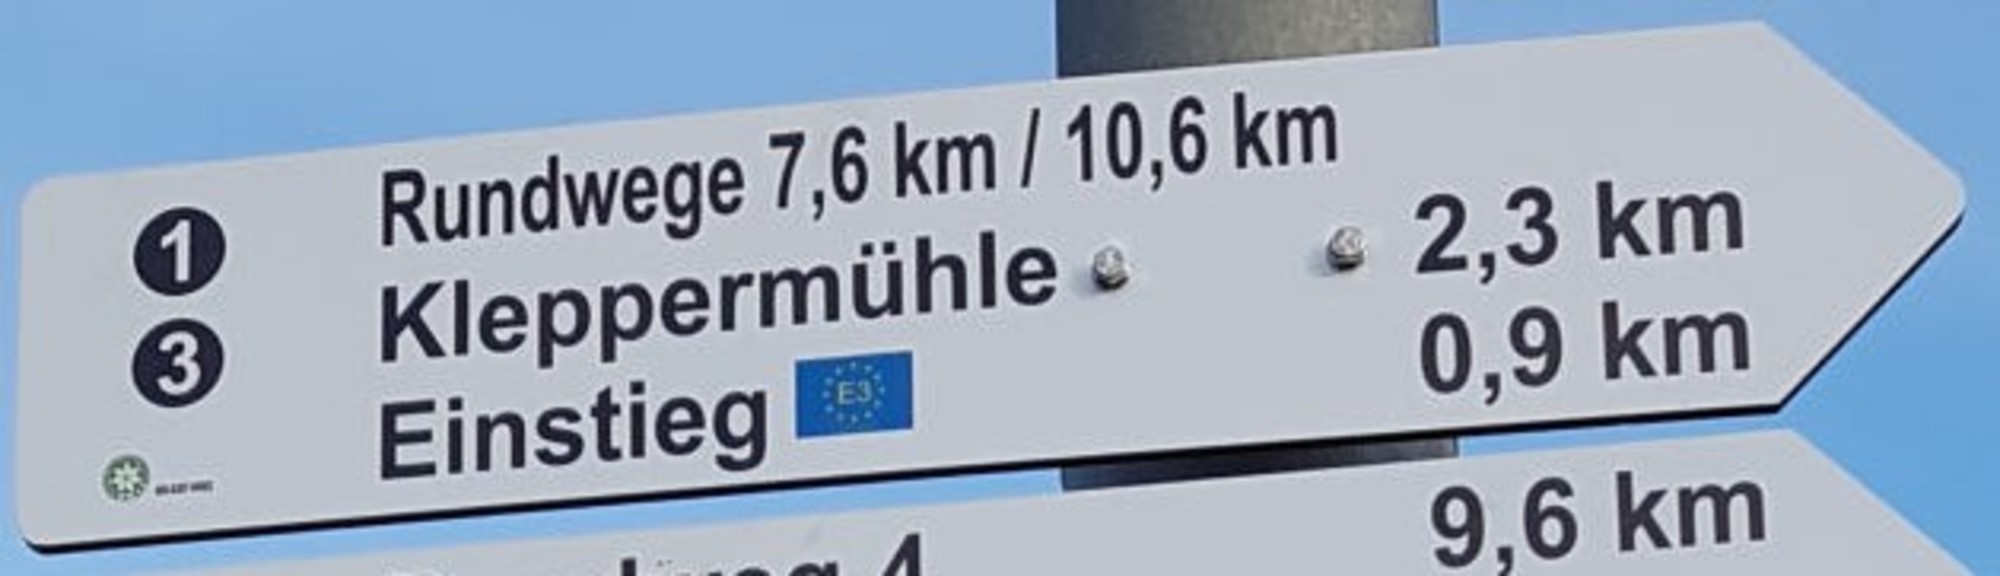 1 Rundwege 7,6 km / 10,6 km
Kleppermühle 2,3 km
3
Einstieg E3 0,9 km
9,6 km
4